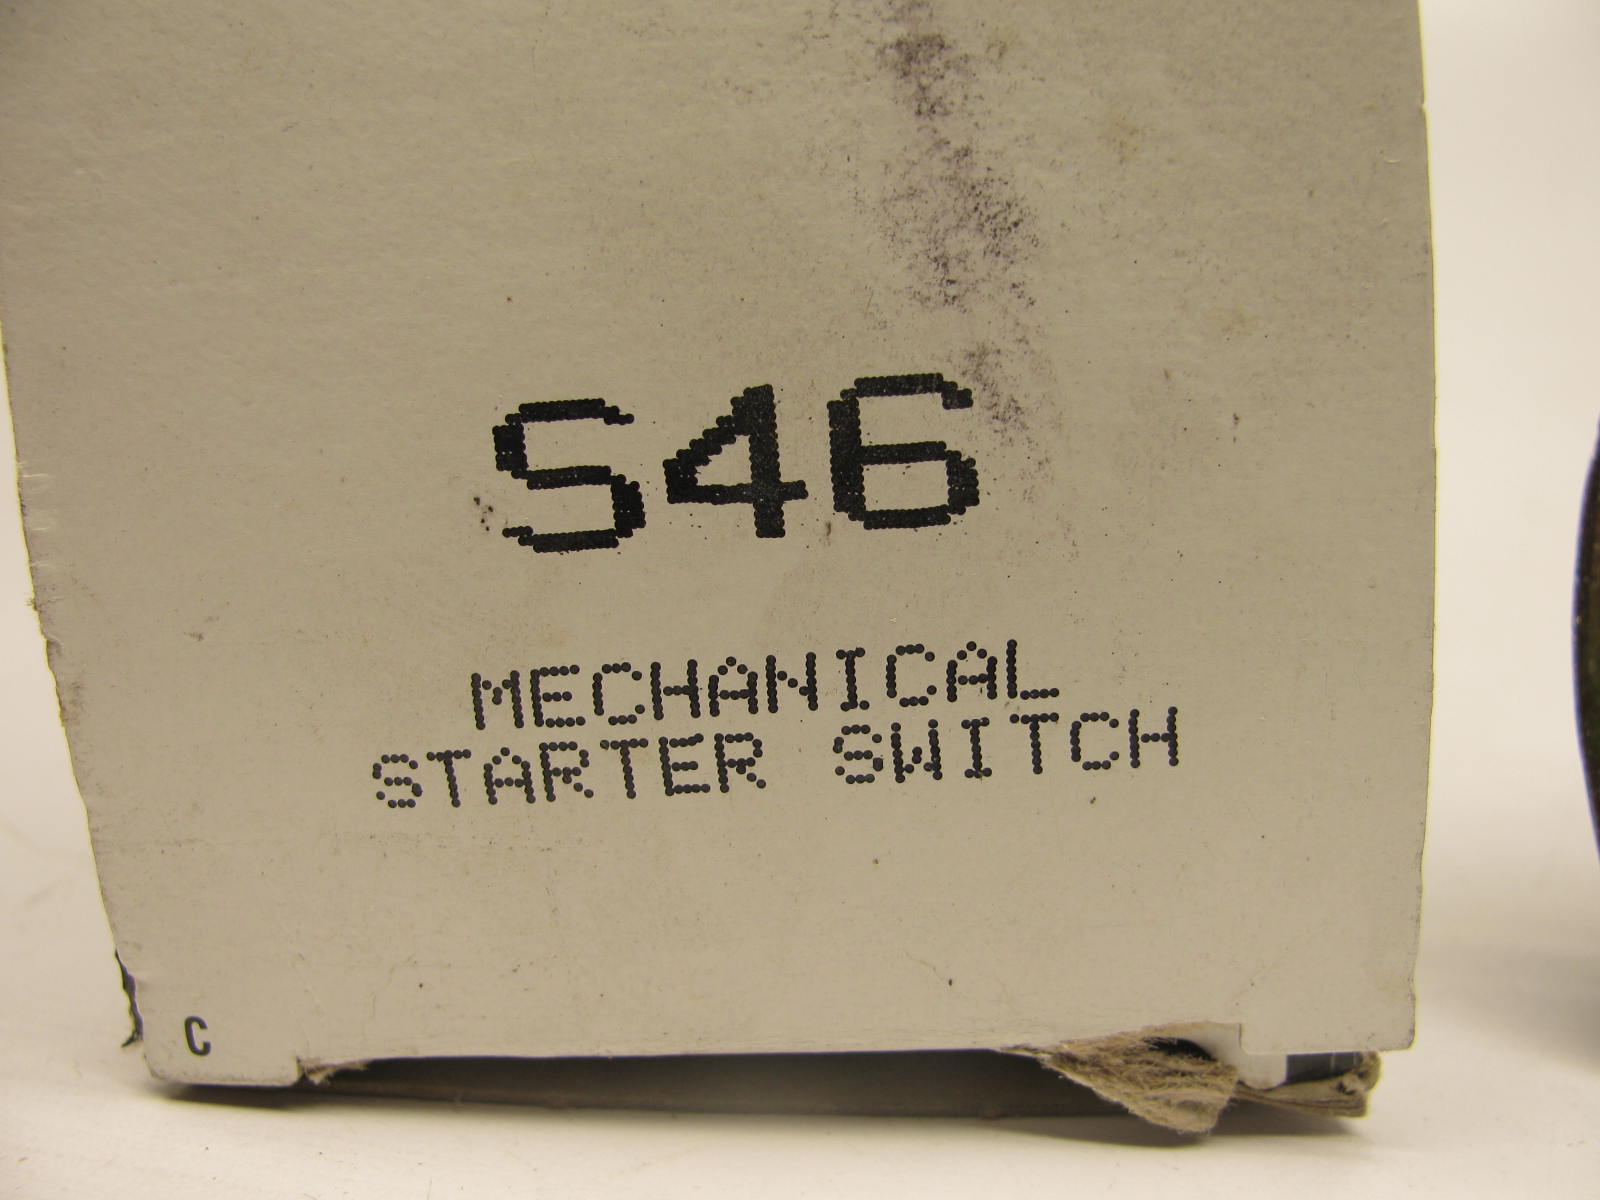 S46
MECHANICAL
STARTER SWITCH
C